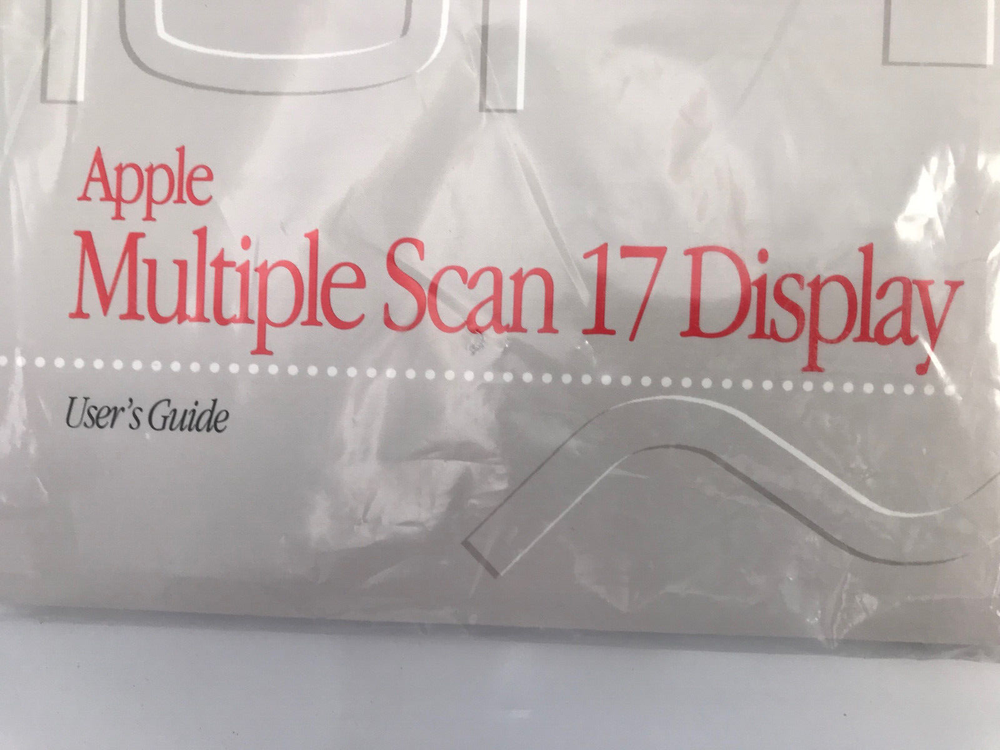 Apple
Multiple Scan 17 Display
User's Guide